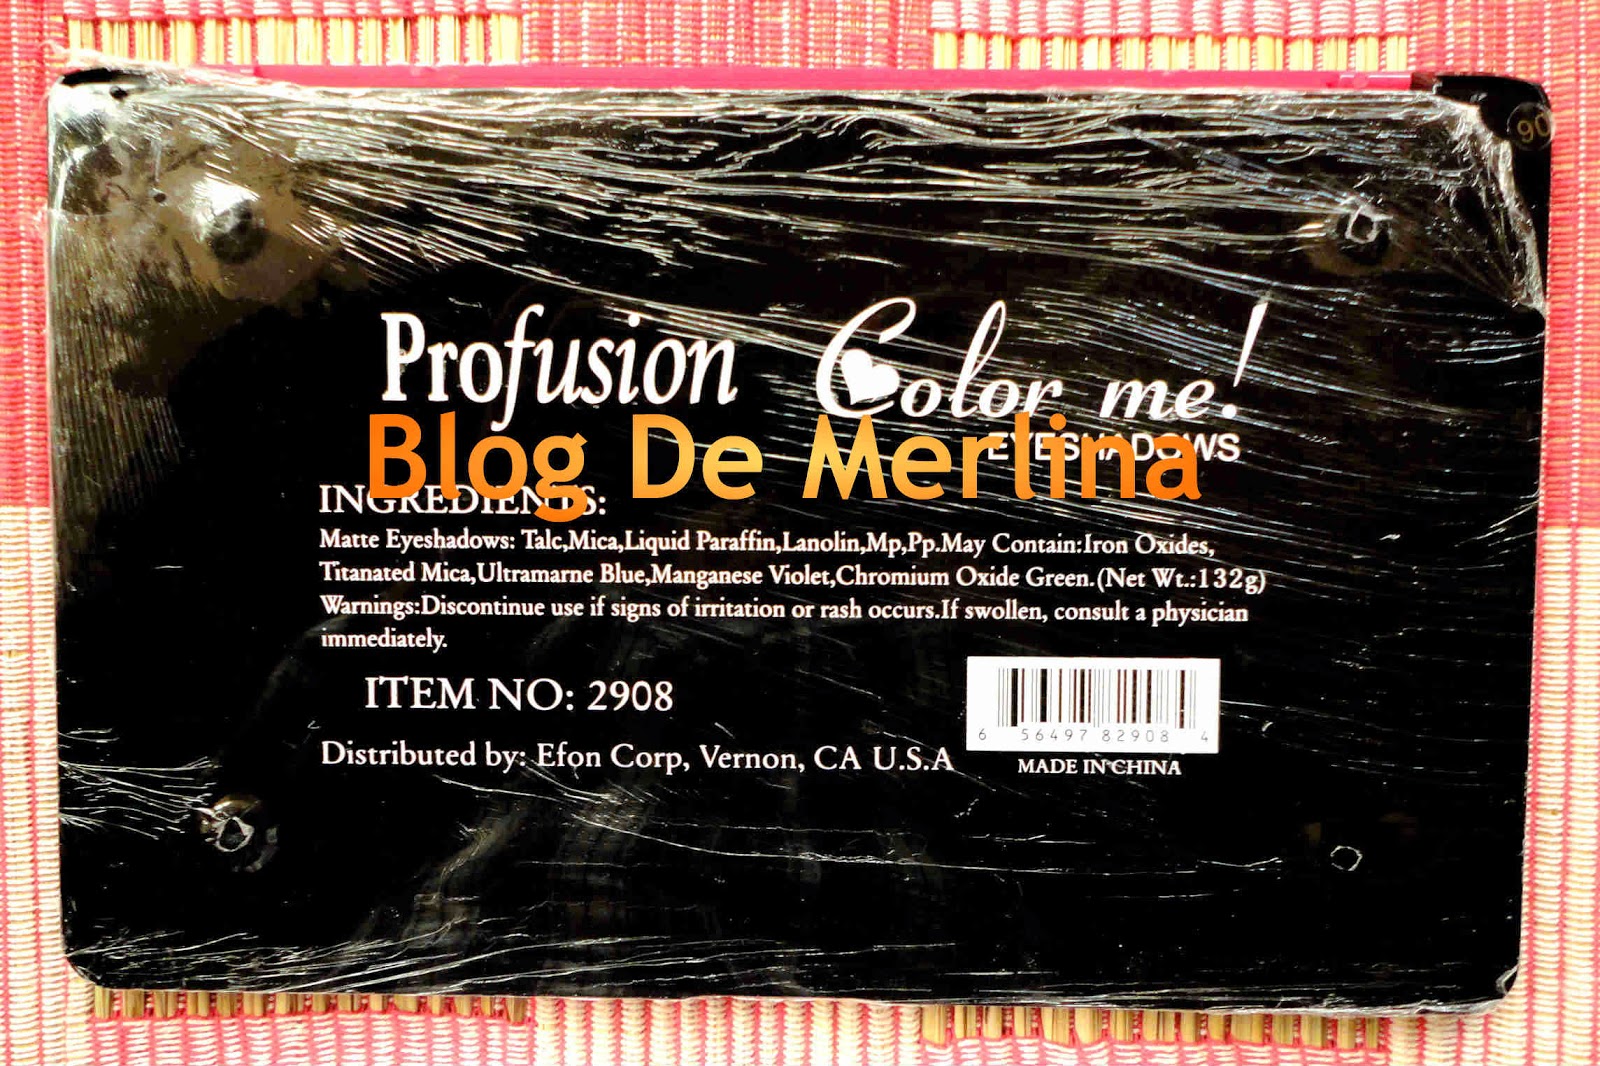 90
Profusion Color me!
EYESHADOWS
Blog De Merlina
INGREDIENTS:
Matte Eyeshadows: Talc,Mica,Liquid Paraffin,Lanolin,Mp,Pp.May Contain:Iron Oxides,
Titanated Mica,Ultramarne Blue,Manganese Violet,Chromium Oxide Green.(Net Wt.:132g)
Warnings:Discontinue use if signs of irritation or rash occurs.If swollen, consult a physician
immediately.
ITEM NO: 2908
6 56497 82908 4
Distributed by: Efon Corp, Vernon, CA U.S.A
MADE IN CHINA